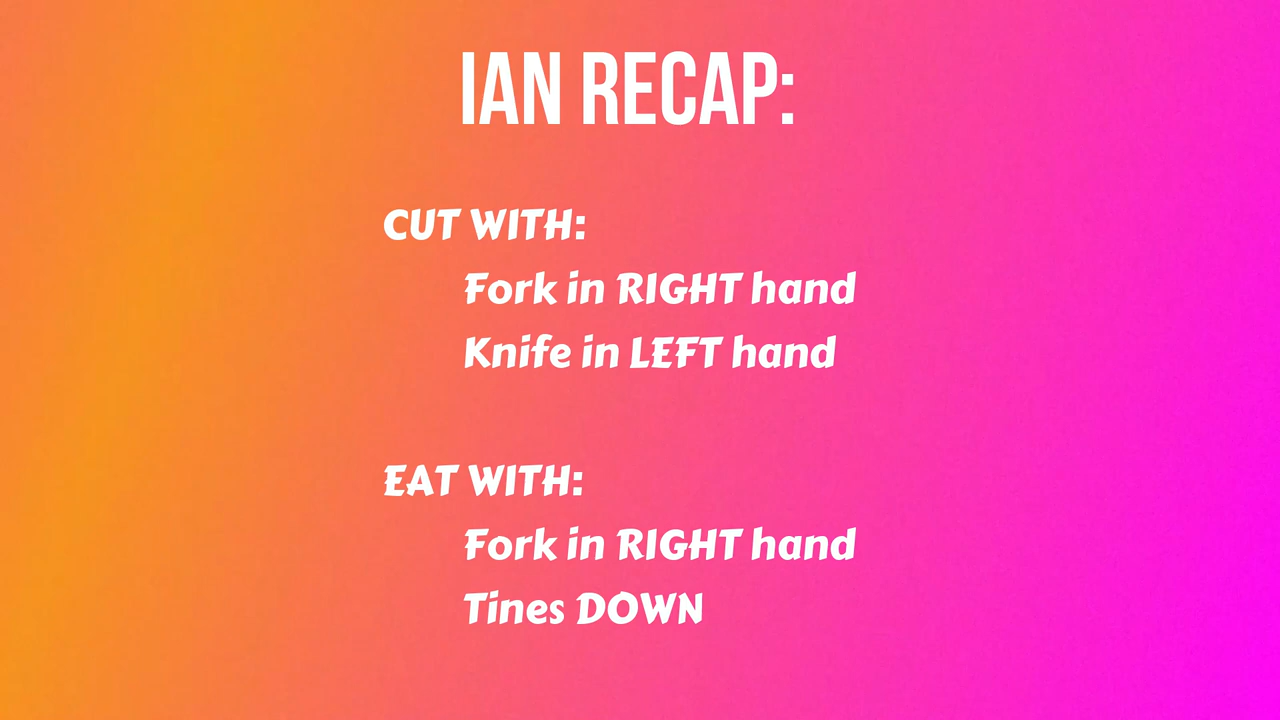 IAN RECAP:
CUT WITH:
Fork in RIGHT hand
Knife in LEFT hand
EAT WITH:
Fork in RIGHT hand
Tines DOWN